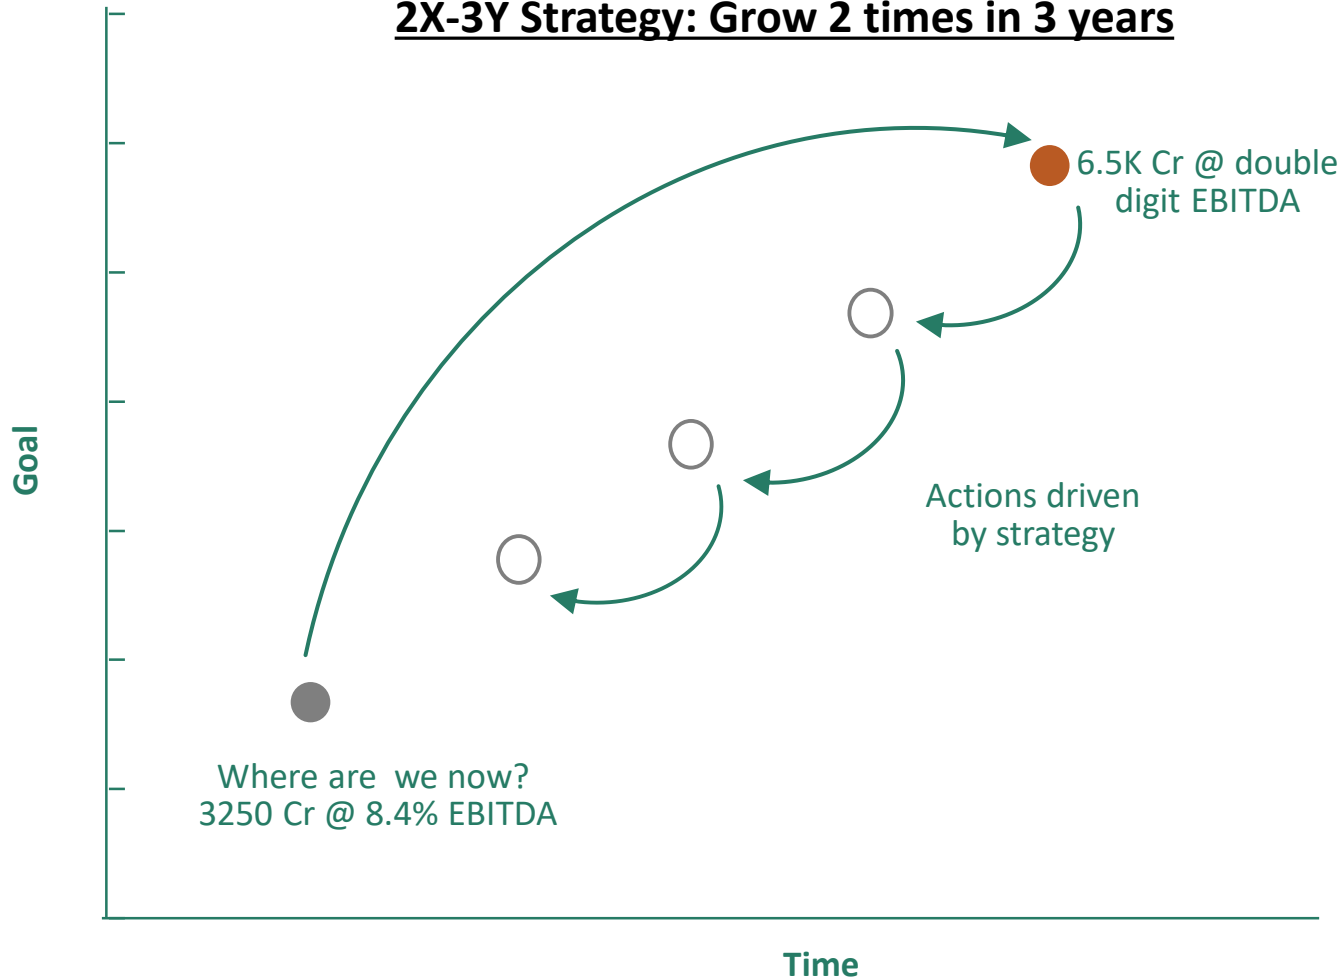 2X-3Y Strategy: Grow 2 times in 3 years
6.5K Cr @ double
digit EBITDA
Goal
Actions driven
by strategy
Where are  we now?
3250 Cr @ 8.4% EBITDA
Time